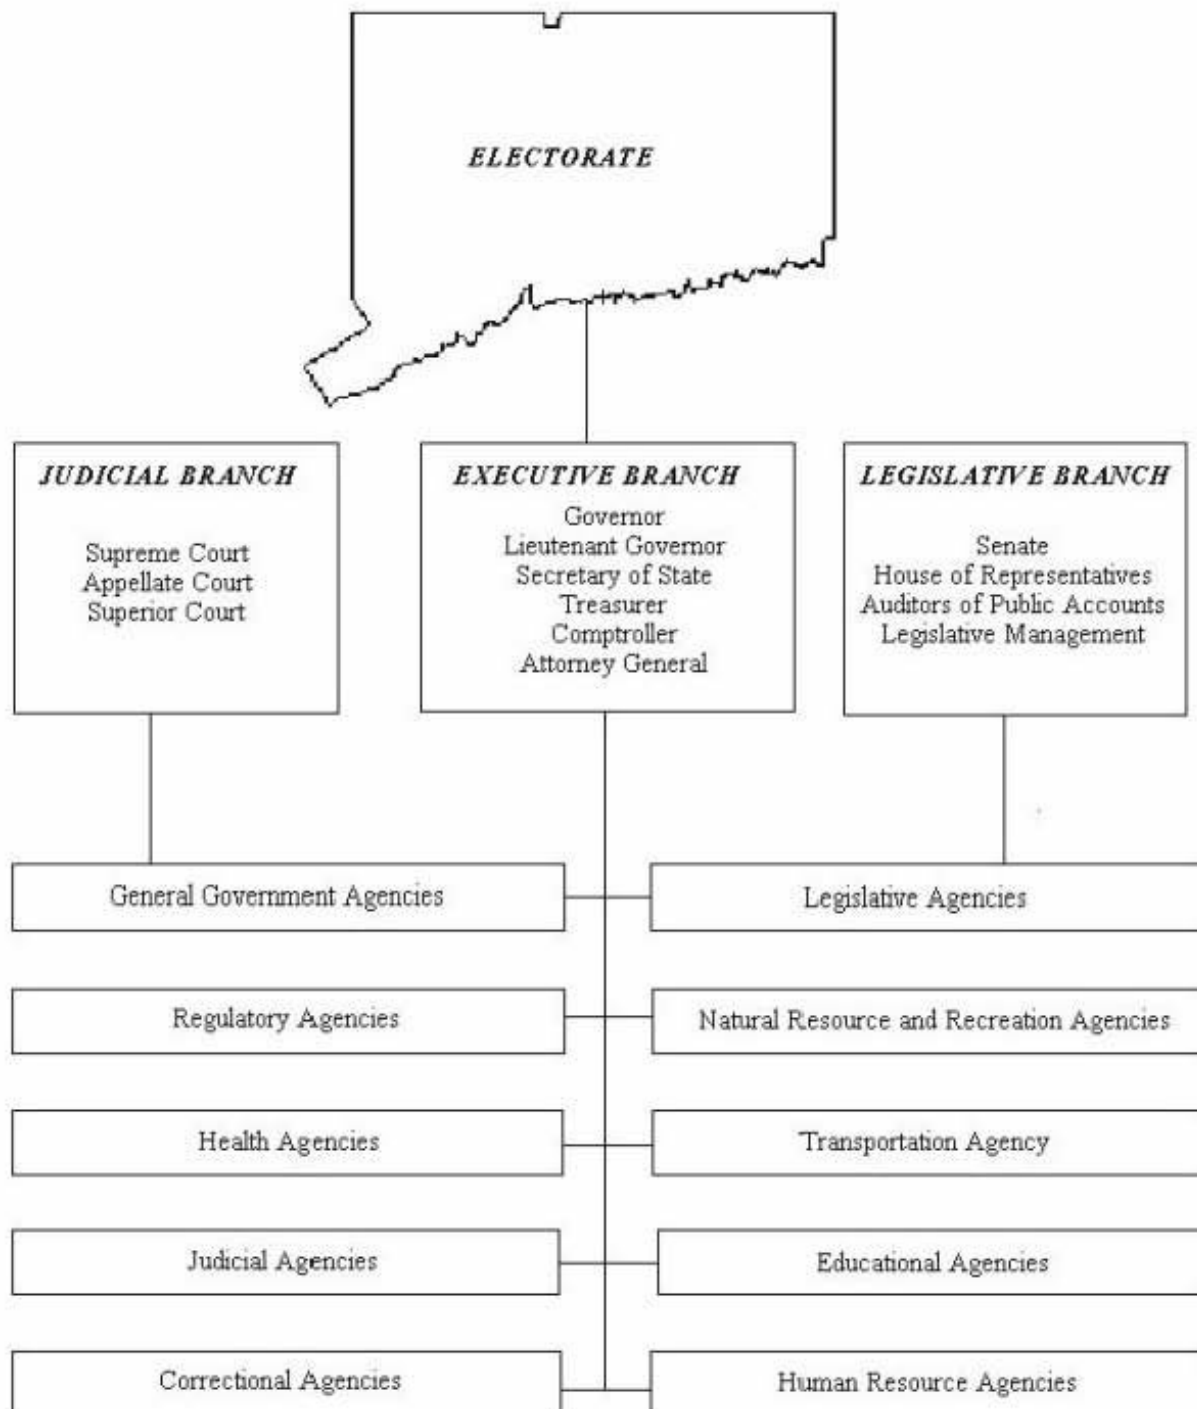 ELECTORATE
JUDICIAL BRANCH
Supreme Court
Appellate Court
Superior Court
EXECUTIVE BRANCH
Governor
Lieutenant Governor
Secretary of State
Treasurer
Comptroller
Attorney General
LEGISLATIVE BRANCH
Senate
House of Representatives
Auditors of Public Accounts
Legislative Management
General Government Agencies
Legislative Agencies
Regulatory Agencies
Natural Resource and Recreation Agencies
Health Agencies
Transportation Agency
Judicial Agencies
Educational Agencies
Correctional Agencies
Human Resource Agencies